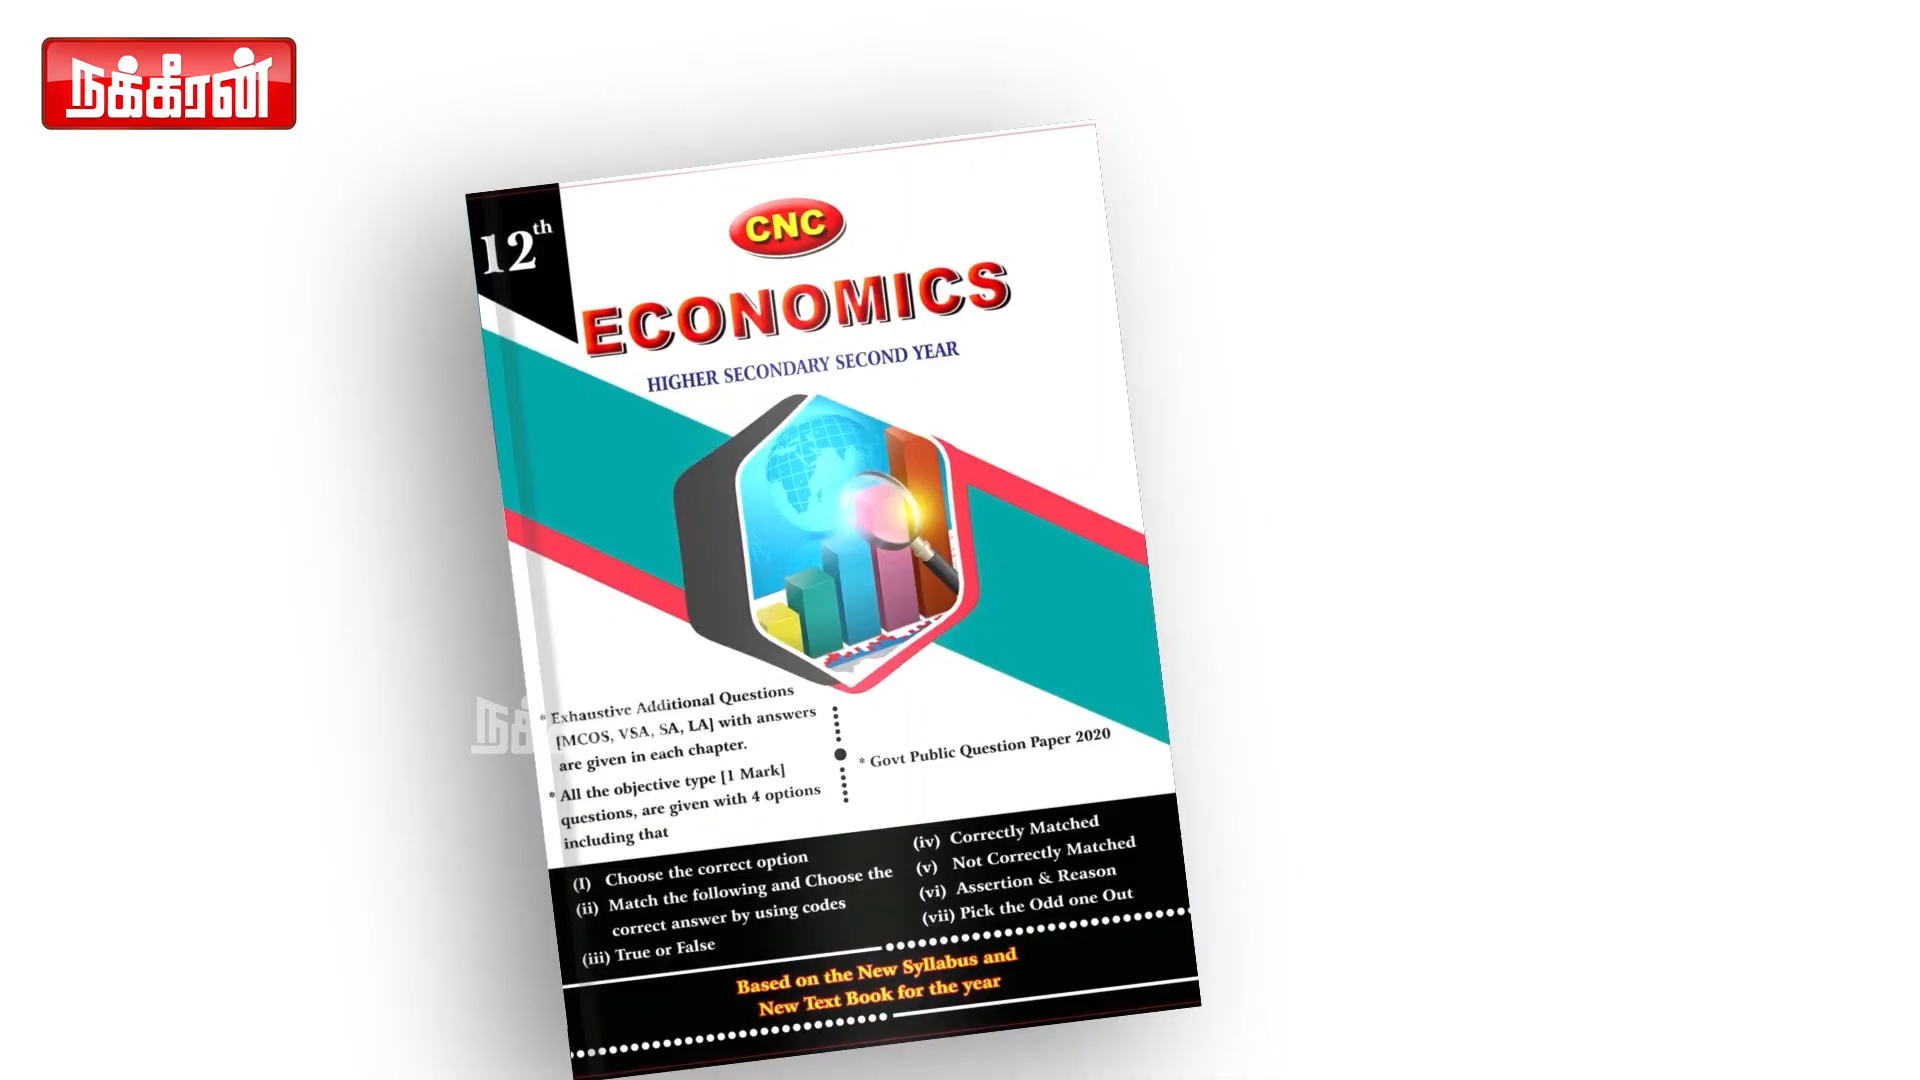 நக்கீரன்
12th
CNC
ECONOMICS
HIGHER SECONDARY SECOND YEAR
* Exhaustive Additional Questions
[MCOS, VSA, SA, LA] with answers
are given in each chapter.
* All the objective type [1 Mark]
questions, are given with 4 options
including that
* Govt Public Question Paper 2020
(I) Choose the correct option
(ii) Match the following and Choose the
correct answer by using codes
(iii) True or False
(iv) Correctly Matched
(v) Not Correctly Matched
(vi) Assertion & Reason
(vii) Pick the Odd one Out
Based on the New Syllabus and
New Text Book for the year